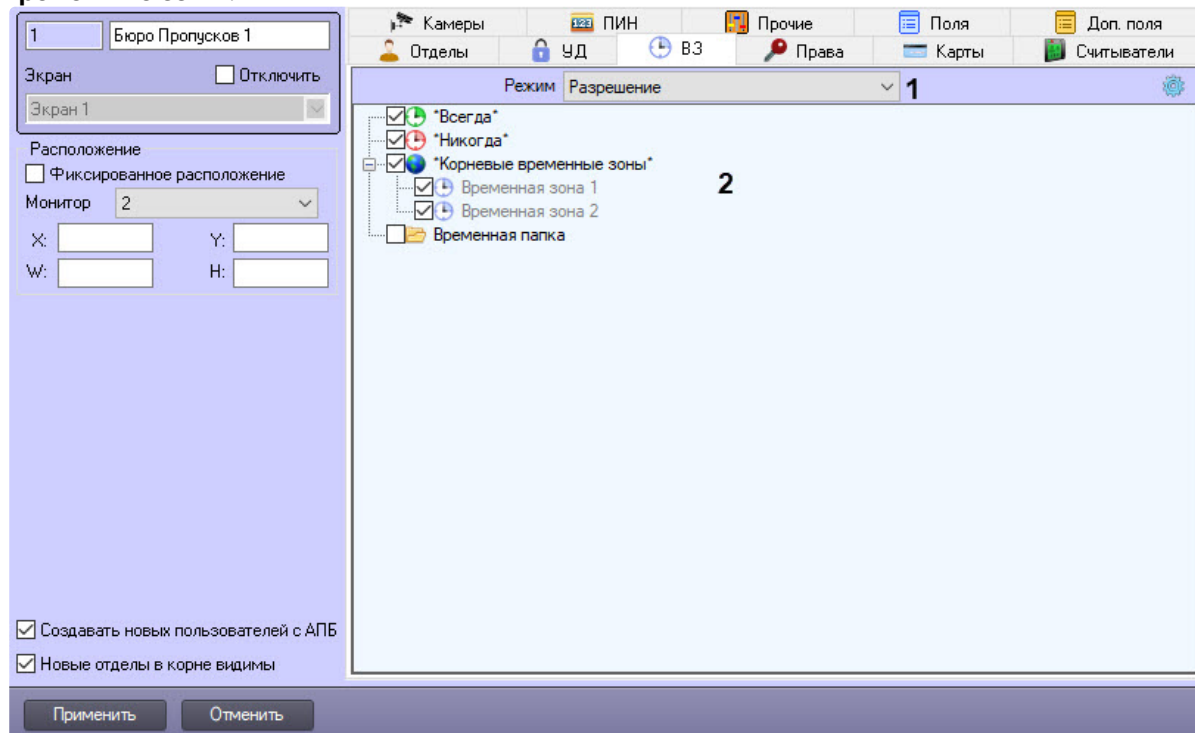 1
Бюро Пропусков 1
Экран
Отключить
Экран 1
Расположение
Фиксированное расположение
Монитор
2
X:
Y:
W:
H:
Создавать новых пользователей с АПБ
Новые отделы в корне видимы
Камеры
123 ПИН
Прочие
Поля
Доп. поля
Отделы
УД
ВЗ
Права
Карты
Считыватели
Режим
Разрешение
1
*Всегда*
*Никогда*
*Корневые временные зоны*
Временная зона 1
Временная зона 2
2
Временная папка
Применить
Отменить